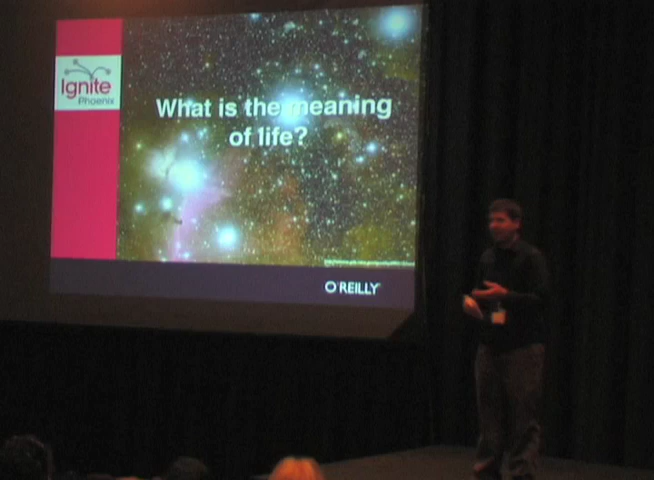 Ignite
Phoenix
What is the meaning
of life?
O'REILLY